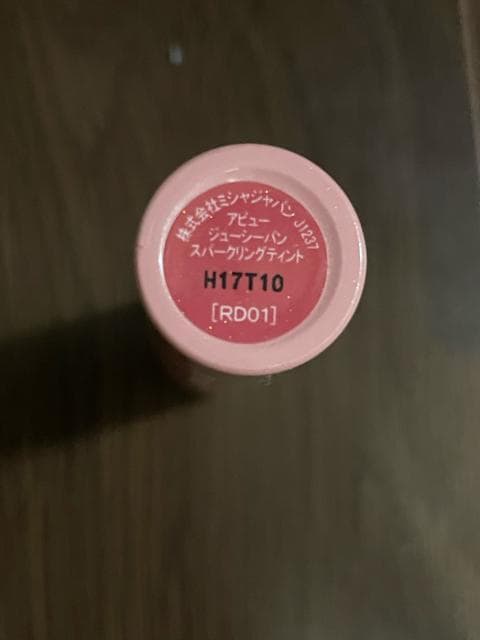 株式会社ミシャジャパン J1237
アピュー
ジューシーパン
スパークリングティント
H17T10
[RD01]